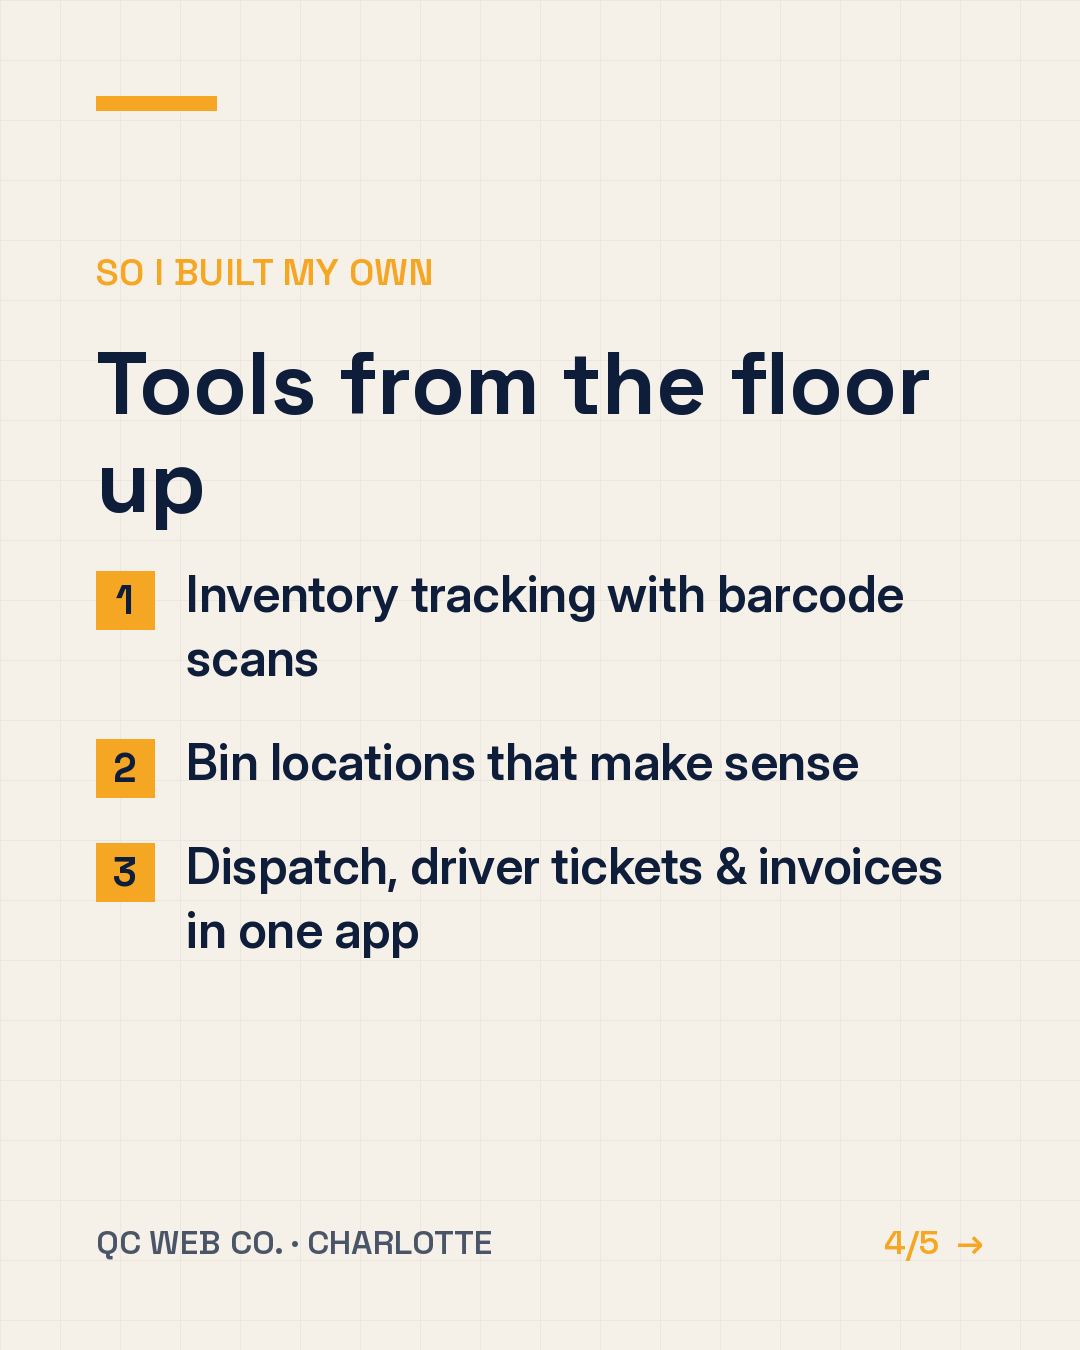 SO I BUILT MY OWN
Tools from the floor
up
1 Inventory tracking with barcode
scans
2 Bin locations that make sense
3 Dispatch, driver tickets & invoices
in one app
QC WEB CO. · CHARLOTTE
4/5 →